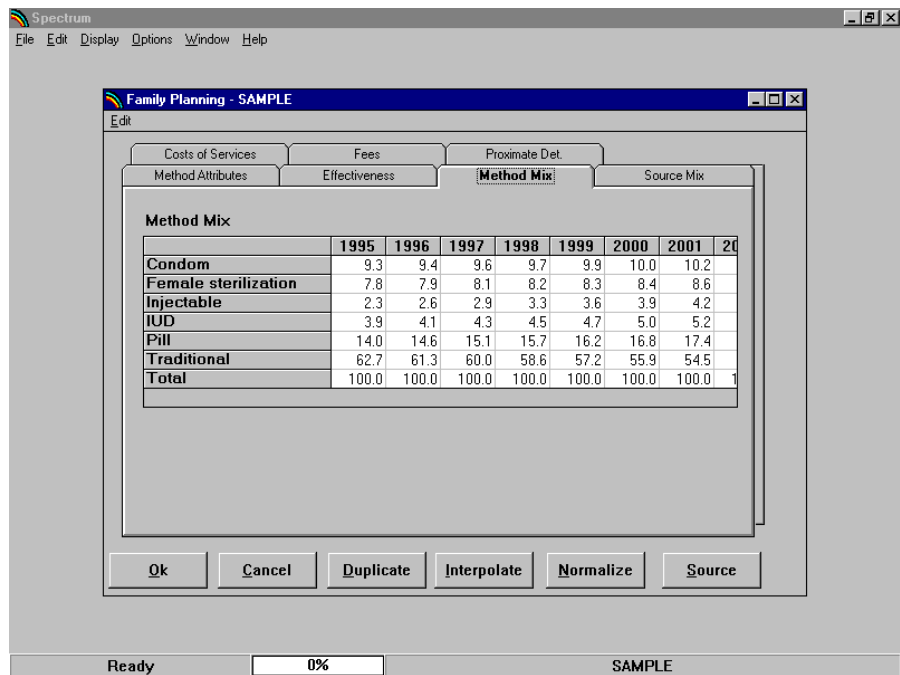 Spectrum
File Edit Display Options Window Help
Family Planning - SAMPLE
Edit
Costs of Services Fees Proximate Det.
Method Attributes Effectiveness Method Mix Source Mix
Method Mix
1995 1996 1997 1998 1999 2000 2001 20
Condom 9.3 9.4 9.6 9.7 9.9 10.0 10.2
Female sterilization 7.8 7.9 8.1 8.2 8.3 8.4 8.6
Injectable 2.3 2.6 2.9 3.3 3.6 3.9 4.2
IUD 3.9 4.1 4.3 4.5 4.7 5.0 5.2
Pill 14.0 14.6 15.1 15.7 16.2 16.8 17.4
Traditional 62.7 61.3 60.0 58.6 57.2 55.9 54.5
Total 100.0 100.0 100.0 100.0 100.0 100.0 100.0 1
Ok Cancel Duplicate Interpolate Normalize Source
Ready 0% SAMPLE